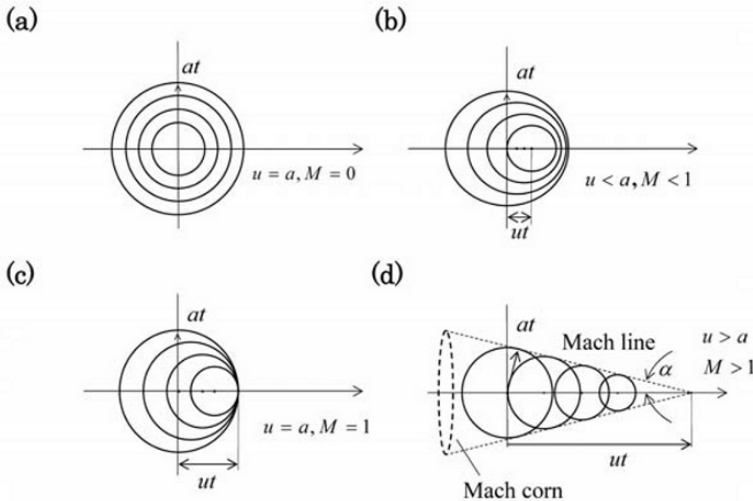 (a)
at
u = a, M = 0
(b)
at
u < a, M < 1
ut
(c)
at
u = a, M = 1
ut
(d)
at
Mach line
u > a
M > 1
α
ut
Mach corn